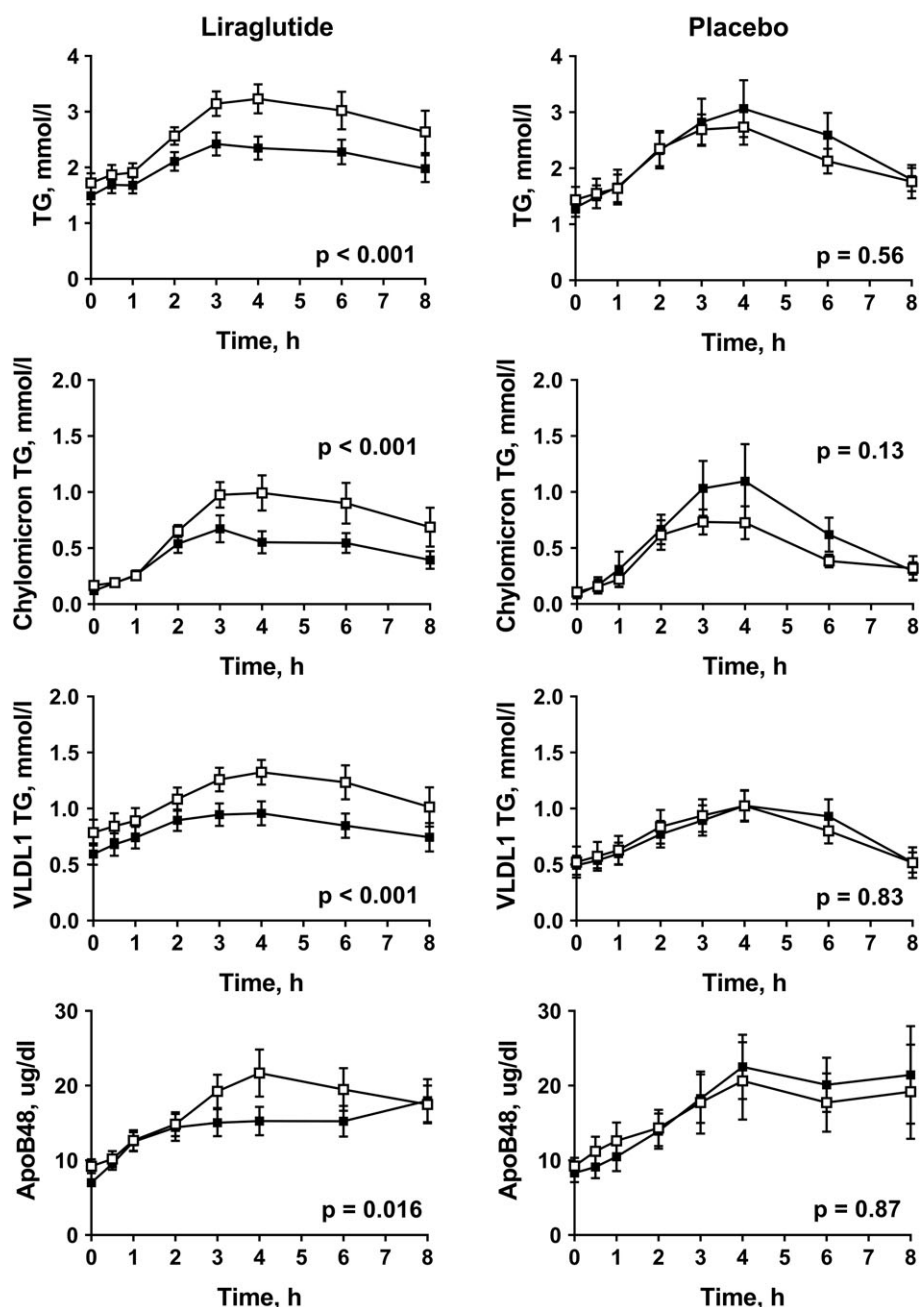 Liraglutide
Placebo
TG, mmol/l
4
3
2
1
0
p < 0.001
0 1 2 3 4 5 6 7 8
Time, h
TG, mmol/l
4
3
2
1
0
p = 0.56
0 1 2 3 4 5 6 7 8
Time, h
Chylomicron TG, mmol/l
2.0
1.5
1.0
0.5
0.0
p < 0.001
0 1 2 3 4 5 6 7 8
Time, h
Chylomicron TG, mmol/l
2.0
1.5
1.0
0.5
0.0
p = 0.13
0 1 2 3 4 5 6 7 8
Time, h
VLDL1 TG, mmol/l
2.0
1.5
1.0
0.5
0.0
p < 0.001
0 1 2 3 4 5 6 7 8
Time, h
VLDL1 TG, mmol/l
2.0
1.5
1.0
0.5
0.0
p = 0.83
0 1 2 3 4 5 6 7 8
Time, h
ApoB48, ug/dl
30
20
10
0
p = 0.016
0 1 2 3 4 5 6 7 8
Time, h
ApoB48, ug/dl
30
20
10
0
p = 0.87
0 1 2 3 4 5 6 7 8
Time, h